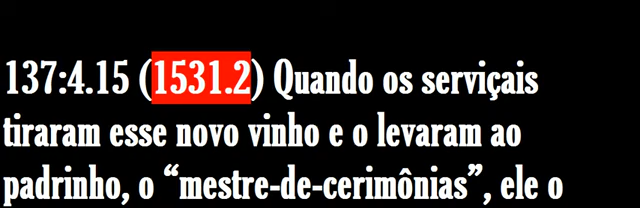 137:4.15 (1531.2) Quando os serviçais
tiraram esse novo vinho e o levaram ao
padrinho, o “mestre-de-cerimônias”, ele o